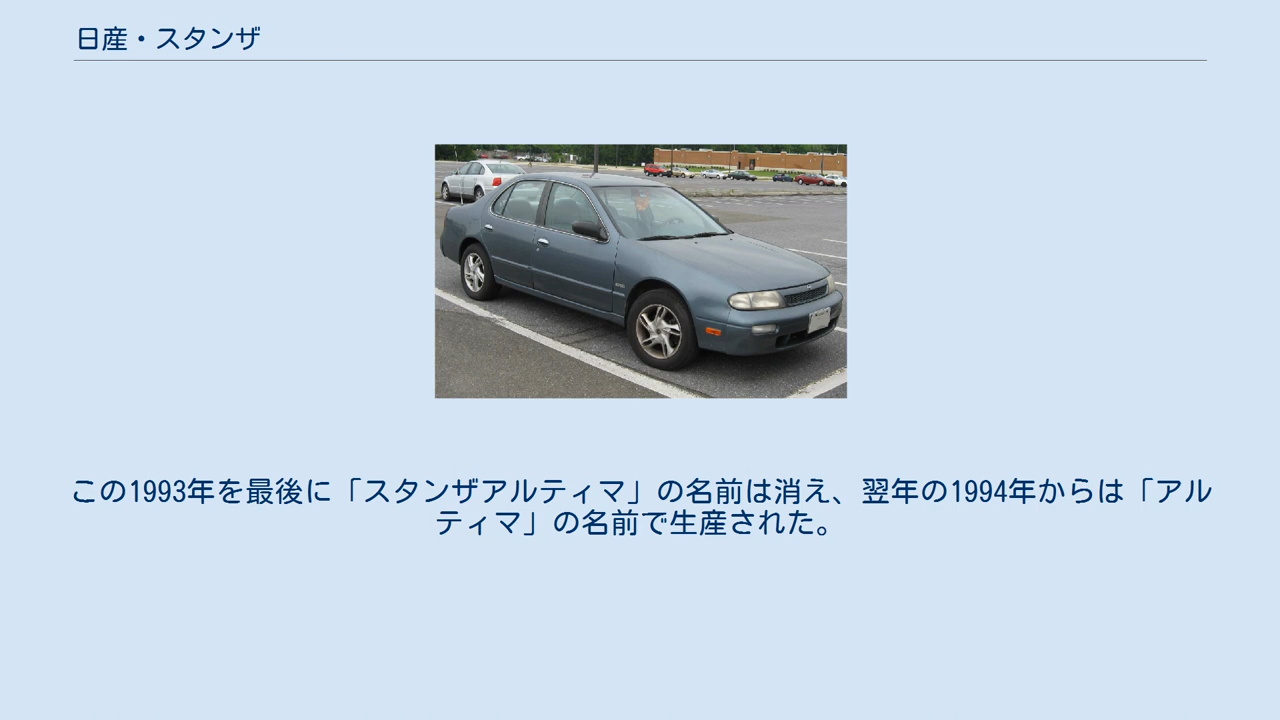 日産・スタンザ
この1993年を最後に「スタンザアルティマ」の名前は消え、翌年の1994年からは「アル
ティマ」の名前で生産された。